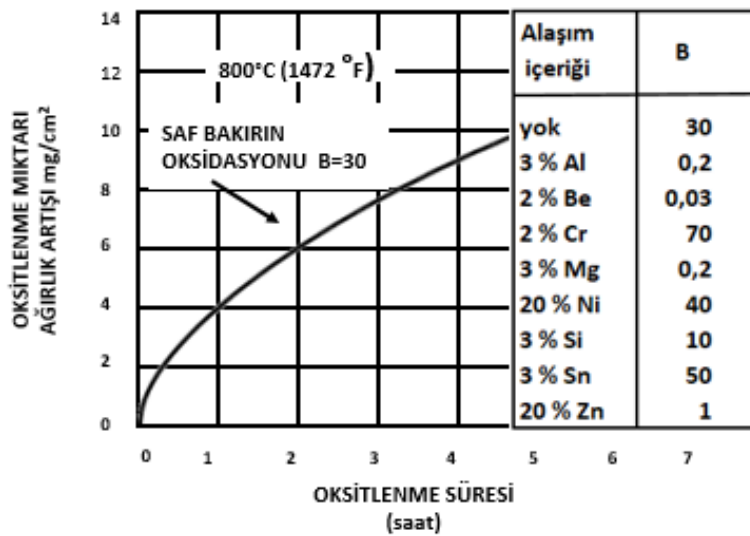 14
12
10
8
6
4
2
0
OKSİTLENME MIKTARI
AĞIRLIK ARTIŞI mg/cm²
800°C (1472 °F)
SAF BAKIRIN
OKSİDASYONU B=30
0 1 2 3 4 5 6 7
OKSİTLENME SÜRESİ
(saat)
Alaşım içeriği B
yok 30
3 % Al 0,2
2 % Be 0,03
2 % Cr 70
3 % Mg 0,2
20 % Ni 40
3 % Si 10
3 % Sn 50
20 % Zn 1